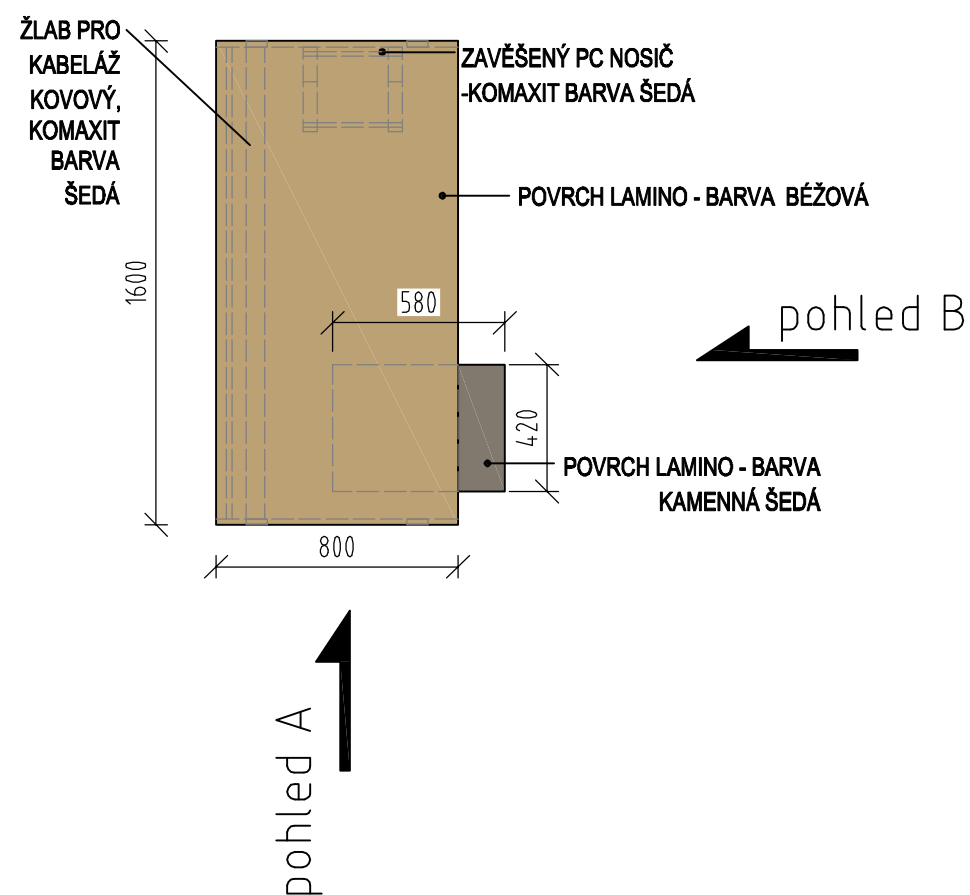 ŽLAB PRO
KABELÁŽ
KOVOVÝ,
KOMAXIT
BARVA
ŠEDÁ
ZAVĚŠENÝ PC NOSIČ
-KOMAXIT BARVA ŠEDÁ
POVRCH LAMINO - BARVA BÉŽOVÁ
1600
580
pohled B
420
POVRCH LAMINO - BARVA
KAMENNÁ ŠEDÁ
800
pohled A